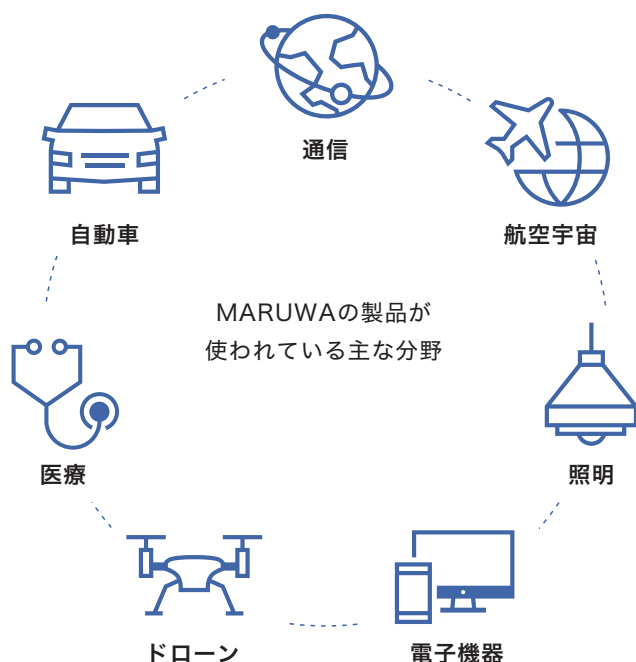 通信
自動車
航空宇宙
MARUWAの製品が
使われている主な分野
医療
照明
ドローン
電子機器